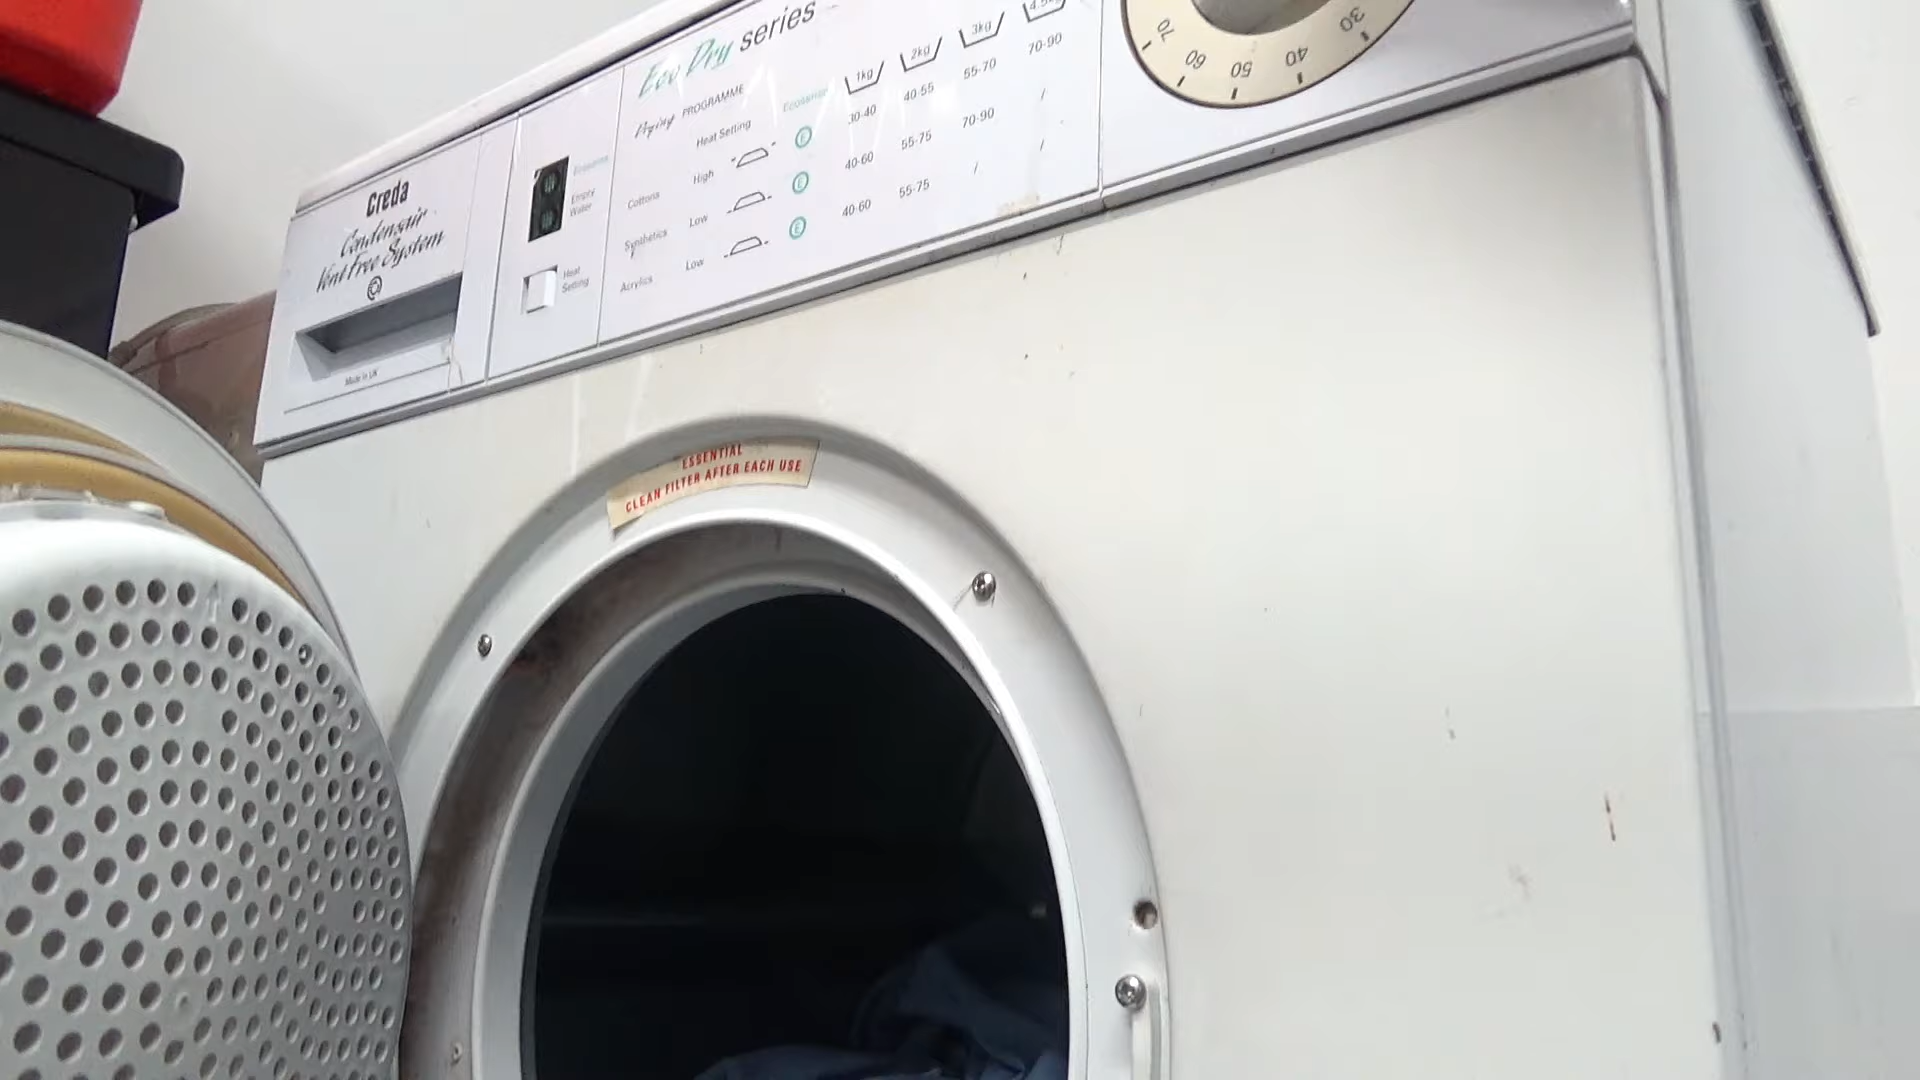 Creda
Condensair
Vent Free System
Made in UK
Ecosense
Empty
Water
Heat
Setting
Eco Dry series
Drying PROGRAMME
Heat Setting
Ecosense
1kg
2kg
3kg
Cottons High E 30-40 40-55 55-70 70-90
Synthetics Low E 40-60 55-75 70-90 /
Acrylics Low E 40-60 55-75 / /
70 60 50 40 30
ESSENTIAL
CLEAN FILTER AFTER EACH USE